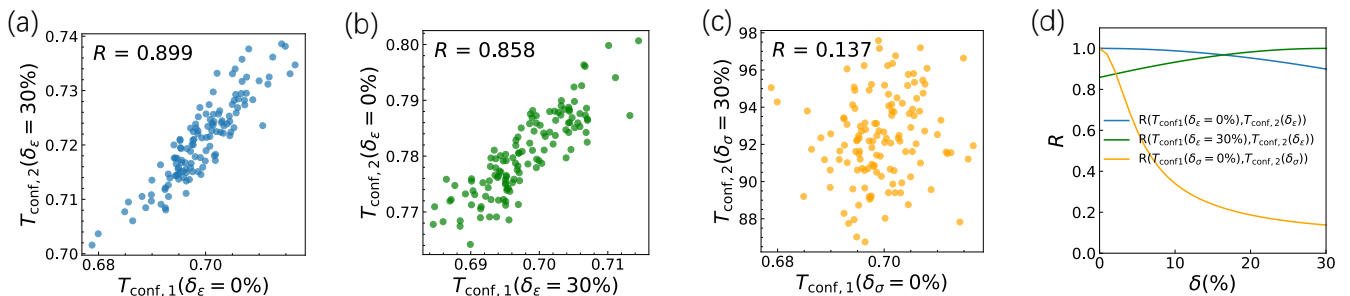 (a)
R = 0.899
0.74
0.73
0.72
0.71
0.70
T_conf,2(δ_ε = 30%)
0.68
0.70
T_conf,1(δ_ε = 0%)
(b)
R = 0.858
0.80
0.79
0.78
0.77
T_conf,2(δ_ε = 0%)
0.69
0.70
0.71
T_conf,1(δ_ε = 30%)
(c)
R = 0.137
98
96
94
92
90
88
T_conf,2(δ_σ = 30%)
0.68
0.70
T_conf,1(δ_σ = 0%)
(d)
1.0
0.8
0.6
0.4
0.2
0.0
R
R(T_conf1(δ_ε = 0%),T_conf,2(δ_ε))
R(T_conf1(δ_ε = 30%),T_conf,2(δ_ε))
R(T_conf1(δ_σ = 0%),T_conf,2(δ_σ))
0
10
20
30
δ(%)